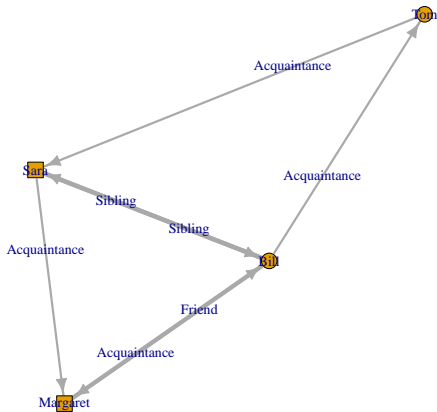 Tom
Acquaintance
Sara
Acquaintance
Sibling
Sibling
Acquaintance
Bill
Friend
Acquaintance
Margaret